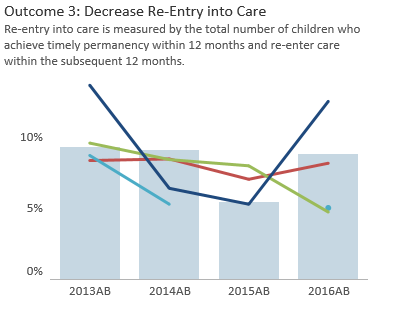 Outcome 3: Decrease Re-Entry into Care
Re-entry into care is measured by the total number of children who
achieve timely permanency within 12 months and re-enter care
within the subsequent 12 months.
10%
5%
0%
2013AB 2014AB 2015AB 2016AB